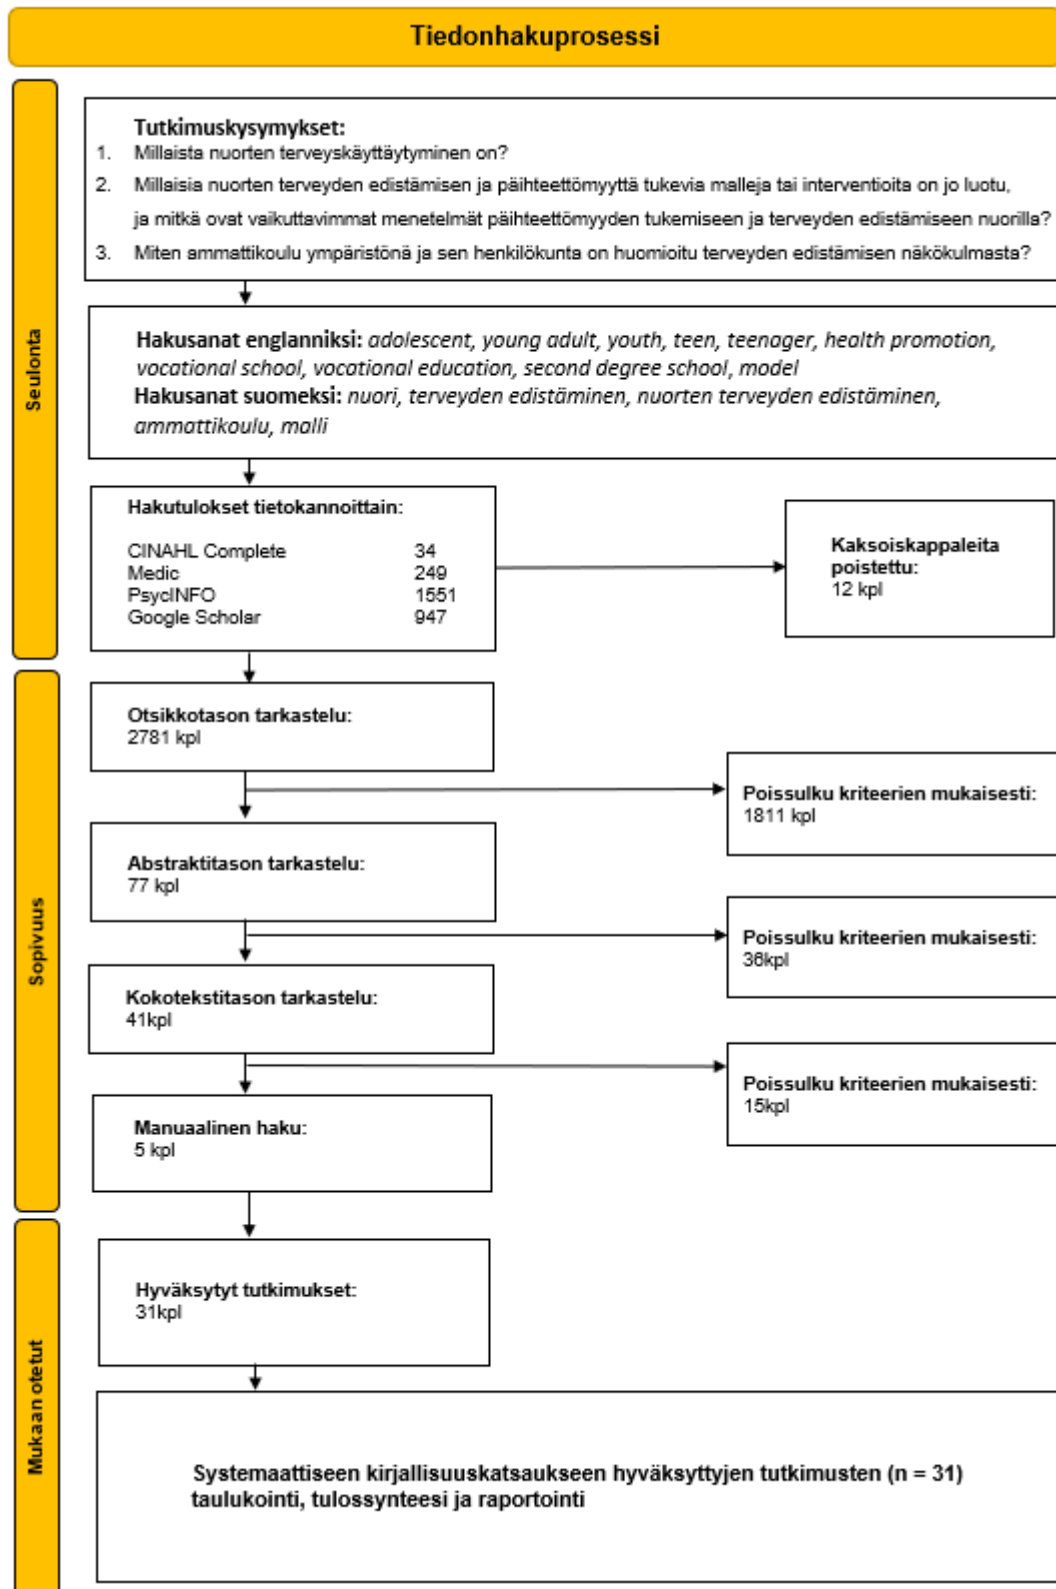 Tiedonhakuprosessi
Seulonta
Tutkimuskysymykset:
1. Millaista nuorten terveyskäyttäytyminen on?
2. Millaisia nuorten terveyden edistämisen ja päihteettömyyttä tukevia malleja tai interventioita on jo luotu,
ja mitkä ovat vaikuttavimmat menetelmät päihteettömyyden tukemiseen ja terveyden edistämiseen nuorilla?
3. Miten ammattikoulu ympäristönä ja sen henkilökunta on huomioitu terveyden edistämisen näkökulmasta?
Hakusanat englanniksi: adolescent, young adult, youth, teen, teenager, health promotion,
vocational school, vocational education, second degree school, model
Hakusanat suomeksi: nuori, terveyden edistäminen, nuorten terveyden edistäminen,
ammattikoulu, malli
Hakutulokset tietokannoittain:
CINAHL Complete 34
Medic 249
PsycINFO 1551
Google Scholar 947
Kaksoiskappaleita
poistettu:
12 kpl
Sopivuus
Otsikkotason tarkastelu:
2781 kpl
Poissulku kriteerien mukaisesti:
1811 kpl
Abstraktitason tarkastelu:
77 kpl
Poissulku kriteerien mukaisesti:
36kpl
Kokotekstitason tarkastelu:
41kpl
Poissulku kriteerien mukaisesti:
15kpl
Manuaalinen haku:
5 kpl
Mukaan otetut
Hyväksytyt tutkimukset:
31kpl
Systemaattiseen kirjallisuuskatsaukseen hyväksyttyjen tutkimusten (n = 31)
taulukointi, tulossynteesi ja raportointi